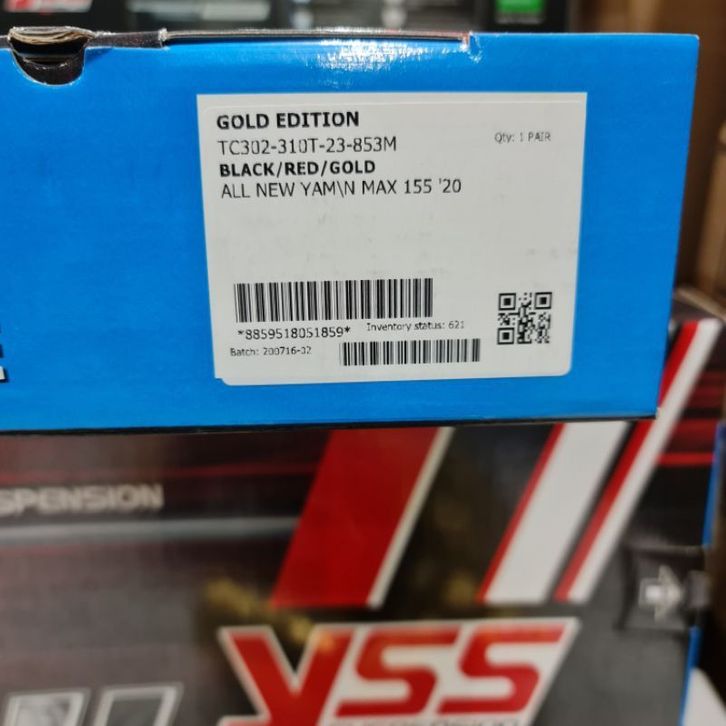 GOLD EDITION
TC302-310T-23-853M
Qty: 1 PAIR
BLACK/RED/GOLD
ALL NEW YAM\N MAX 155 '20
*8859518051859*
Inventory status: 621
Batch: 200716-02
SPENSION
YSS